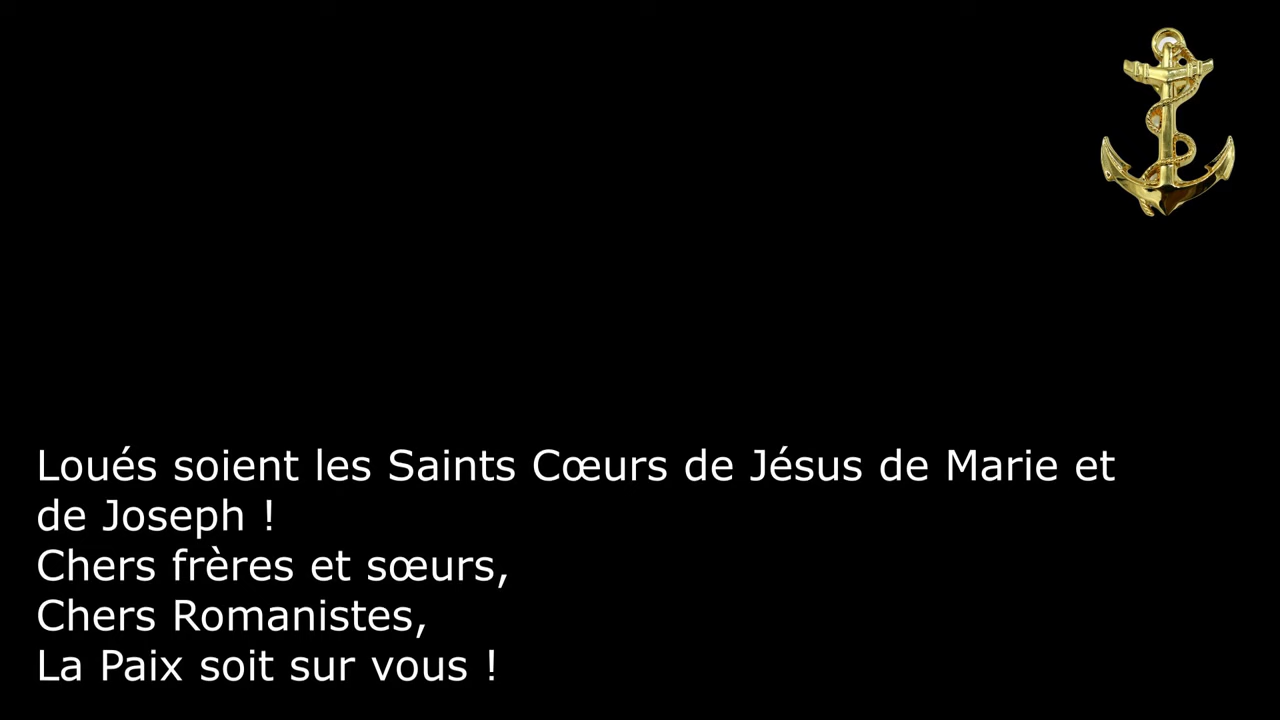 Loués soient les Saints Cœurs de Jésus de Marie et
de Joseph !
Chers frères et sœurs,
Chers Romanistes,
La Paix soit sur vous !